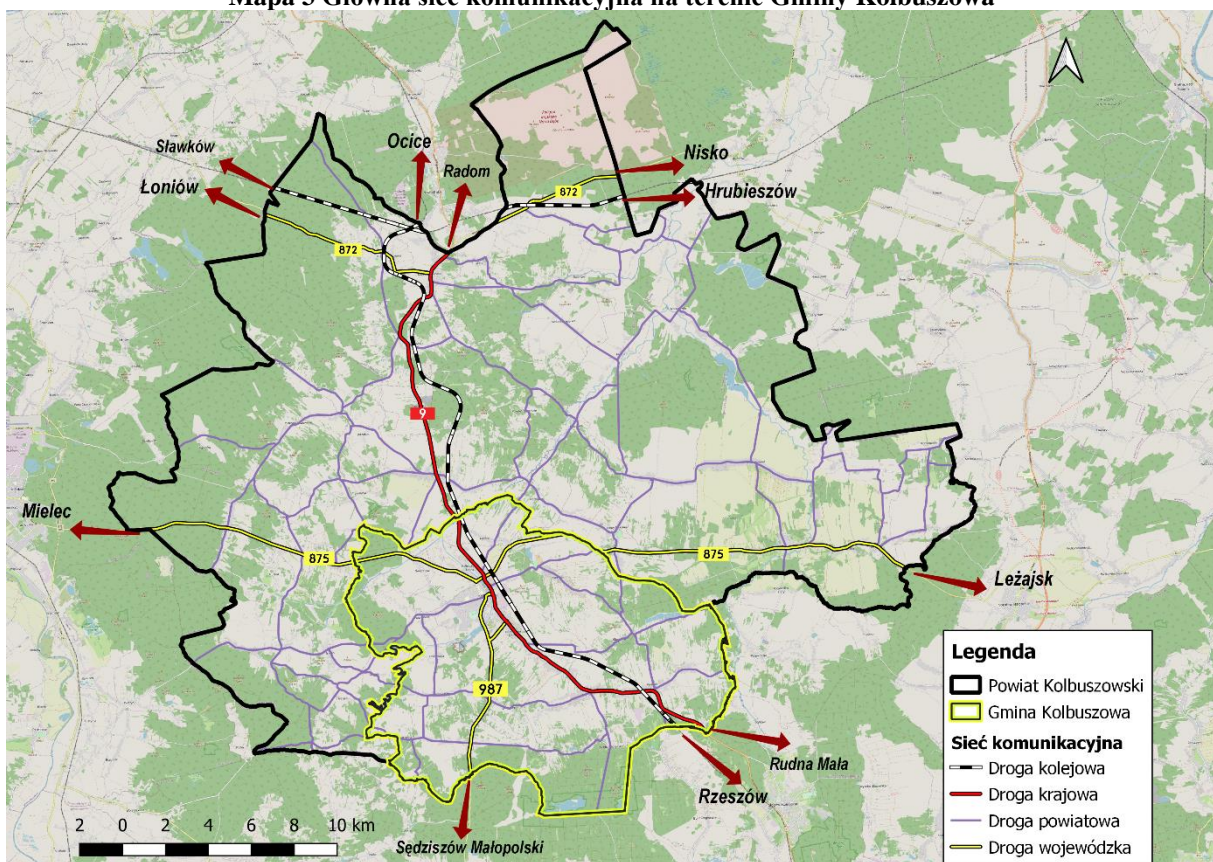 Mapa 3 Główna sieć komunikacyjna na terenie Gminy Kolbuszowa
Sławków
Ocice
Radom
Nisko
Łoniów
872
Hrubieszów
872
9
Mielec
875
875
Leżajsk
987
Rudna Mała
Rzeszów
Sędziszów Małopolski
2 0 2 4 6 8 10 km
Legenda
Powiat Kolbuszowski
Gmina Kolbuszowa
Sieć komunikacyjna
Droga kolejowa
Droga krajowa
Droga powiatowa
Droga wojewódzka